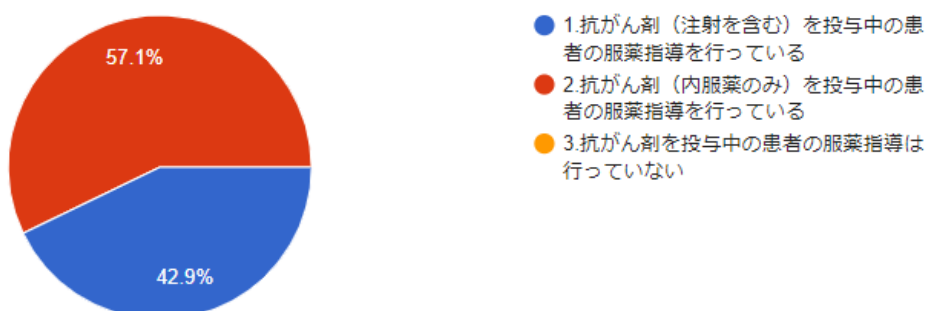 57.1%
42.9%
1.抗がん剤（注射を含む）を投与中の患
者の服薬指導を行っている
2.抗がん剤（内服薬のみ）を投与中の患
者の服薬指導を行っている
3.抗がん剤を投与中の患者の服薬指導は
行っていない